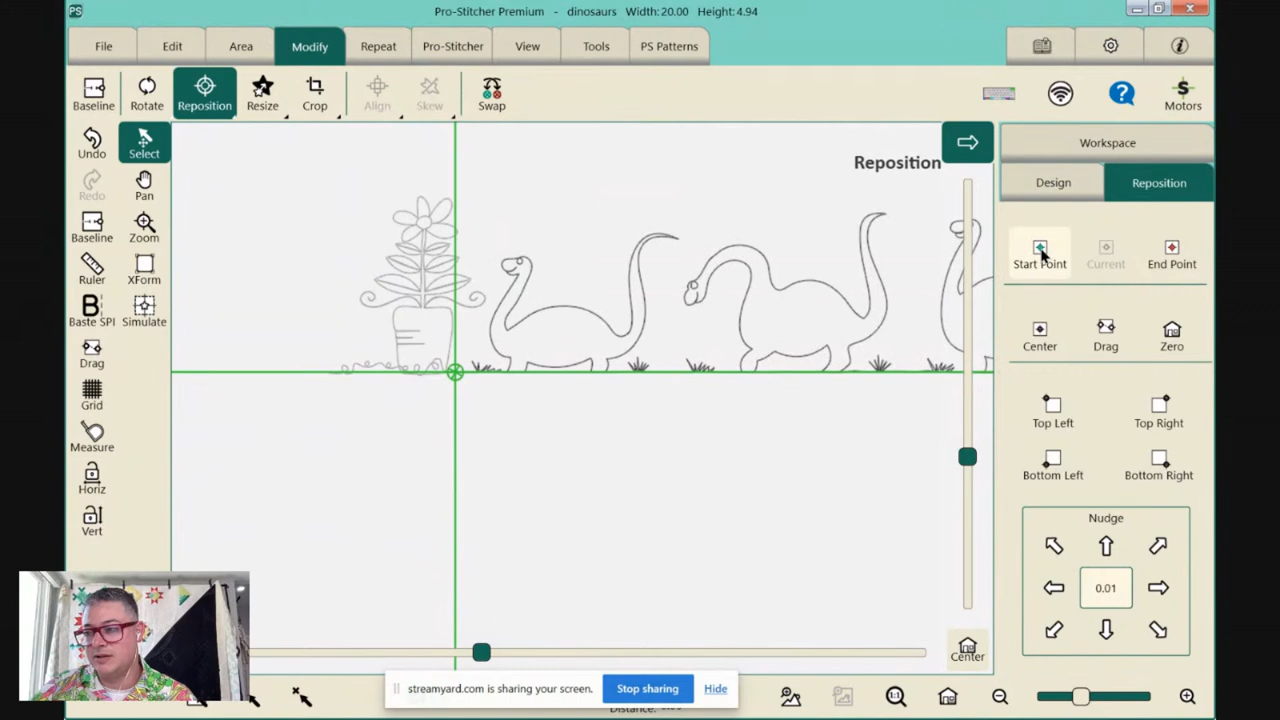 PS
Pro-Stitcher Premium - dinosaurs Width:20.00 Height:4.94
File Edit Area Modify Repeat Pro-Stitcher View Tools PS Patterns
Baseline Rotate Reposition Resize Crop Align Skew Swap
S
Motors
Undo Select
Redo Pan
Baseline Zoom
Ruler XForm
Baste SPI Simulate
Drag
Grid
Measure
Horiz
Vert
Reposition
Center
Workspace
Design Reposition
Start Point Current End Point
Center Drag Zero
Top Left Top Right
Bottom Left Bottom Right
Nudge
0.01
streamyard.com is sharing your screen. Stop sharing Hide
1:1